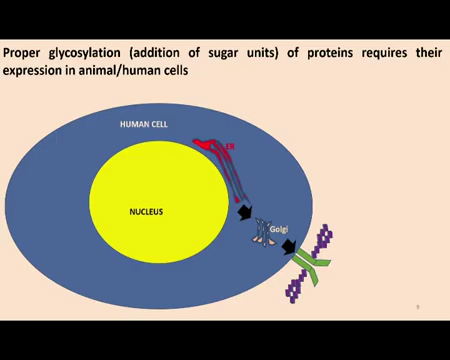 Proper glycosylation (addition of sugar units) of proteins requires their
expression in animal/human cells
HUMAN CELL
ER
NUCLEUS
Golgi
9